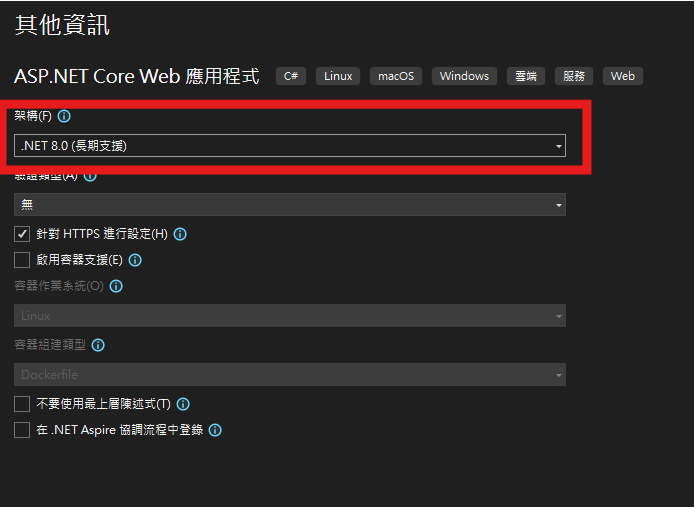 其他資訊
ASP.NET Core Web 應用程式 C# Linux macOS Windows 雲端 服務 Web
架構(F)
.NET 8.0 (長期支援)
驗證類型(A)
無
針對 HTTPS 進行設定(H)
啟用容器支援(E)
容器作業系統(O)
Linux
容器組建類型
Dockerfile
不要使用最上層陳述式(T)
在 .NET Aspire 協調流程中登錄